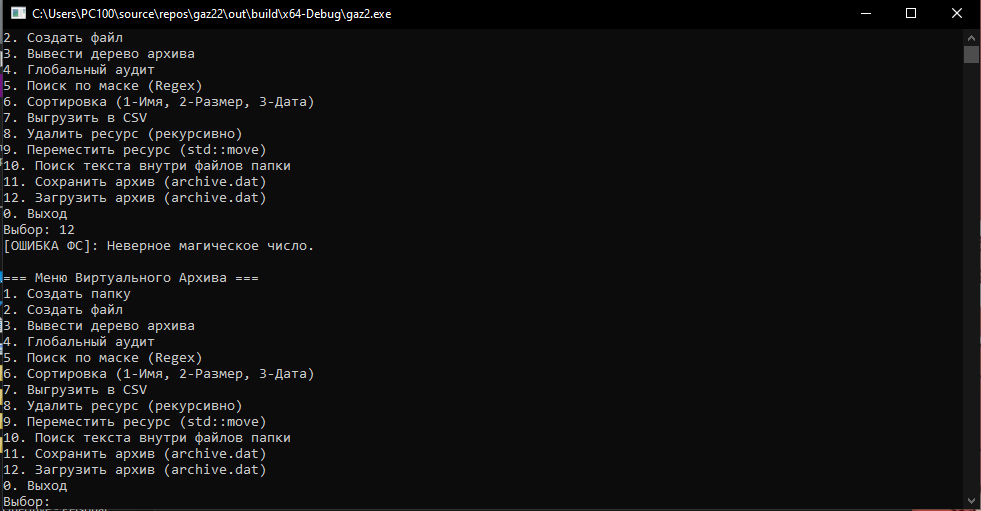 C:\Users\PC100\source\repos\gaz22\out\build\x64-Debug\gaz2.exe
2. Создать файл
3. Вывести дерево архива
4. Глобальный аудит
5. Поиск по маске (Regex)
6. Сортировка (1-Имя, 2-Размер, 3-Дата)
7. Выгрузить в CSV
8. Удалить ресурс (рекурсивно)
9. Переместить ресурс (std::move)
10. Поиск текста внутри файлов папки
11. Сохранить архив (archive.dat)
12. Загрузить архив (archive.dat)
0. Выход
Выбор: 12
[ОШИБКА ФС]: Неверное магическое число.
=== Меню Виртуального Архива ===
1. Создать папку
2. Создать файл
3. Вывести дерево архива
4. Глобальный аудит
5. Поиск по маске (Regex)
6. Сортировка (1-Имя, 2-Размер, 3-Дата)
7. Выгрузить в CSV
8. Удалить ресурс (рекурсивно)
9. Переместить ресурс (std::move)
10. Поиск текста внутри файлов папки
11. Сохранить архив (archive.dat)
12. Загрузить архив (archive.dat)
0. Выход
Выбор: